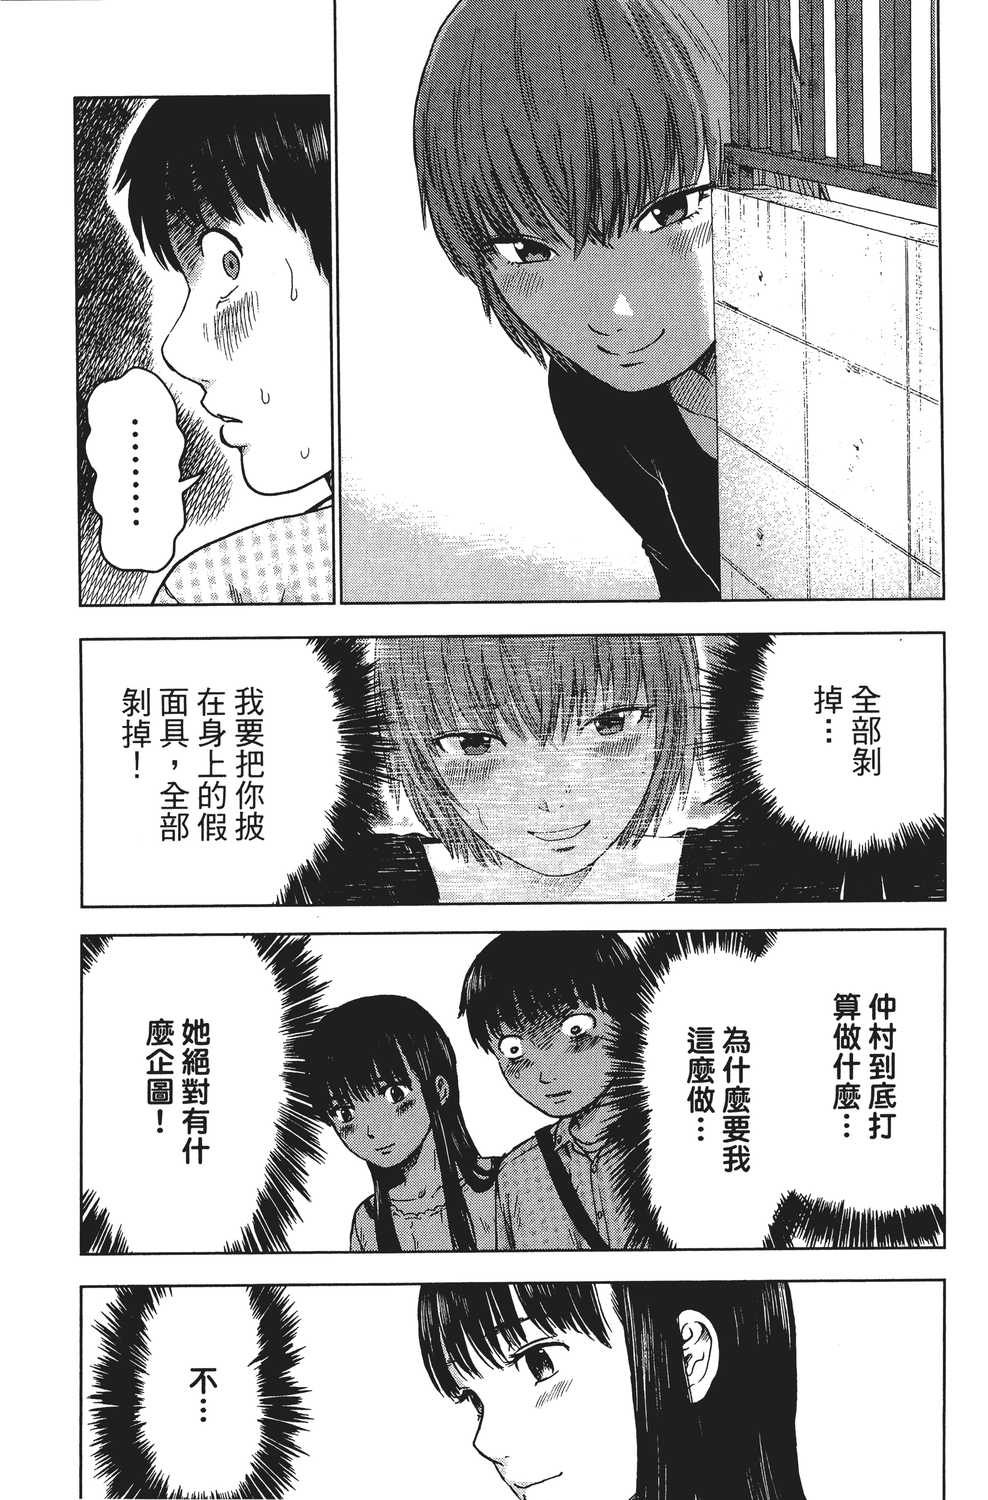 ………
全部剝
掉…
我要把你披
在身上的假
面具，全部
剝掉！
仲村到底打
算做什麼…
為什麼要我
這麼做…
她絕對有什
麼企圖！
不…